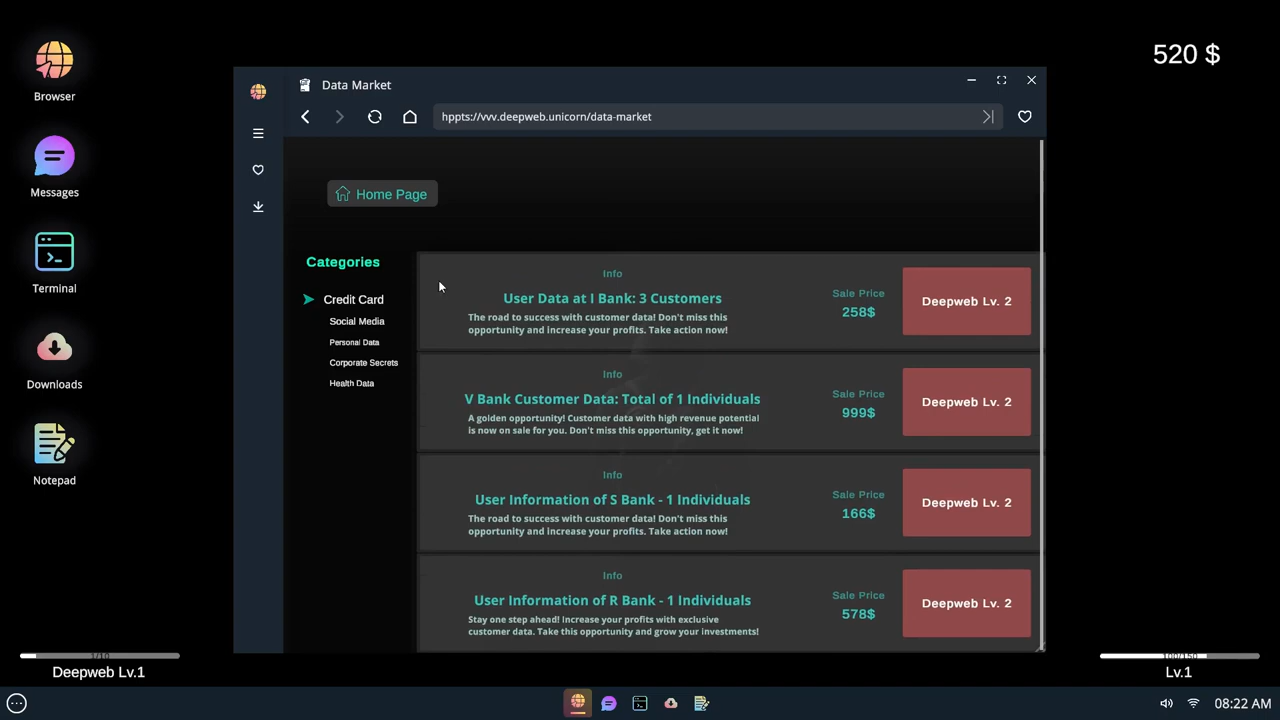 Browser
Messages
Terminal
Downloads
Notepad
520 $
Data Market
hppts://vvv.deepweb.unicorn/data-market
Home Page
Categories
Credit Card
Social Media
Personal Data
Corporate Secrets
Health Data
Info
User Data at I Bank: 3 Customers
The road to success with customer data! Don't miss this
opportunity and increase your profits. Take action now!
Sale Price
258$
Deepweb Lv. 2
Info
V Bank Customer Data: Total of 1 Individuals
A golden opportunity! Customer data with high revenue potential
is now on sale for you. Don't miss this opportunity, get it now!
Sale Price
999$
Deepweb Lv. 2
Info
User Information of S Bank - 1 Individuals
The road to success with customer data! Don't miss this
opportunity and increase your profits. Take action now!
Sale Price
166$
Deepweb Lv. 2
Info
User Information of R Bank - 1 Individuals
Stay one step ahead! Increase your profits with exclusive
customer data. Take this opportunity and grow your investments!
Sale Price
578$
Deepweb Lv. 2
1/10
Deepweb Lv.1
100/150
Lv.1
08:22 AM